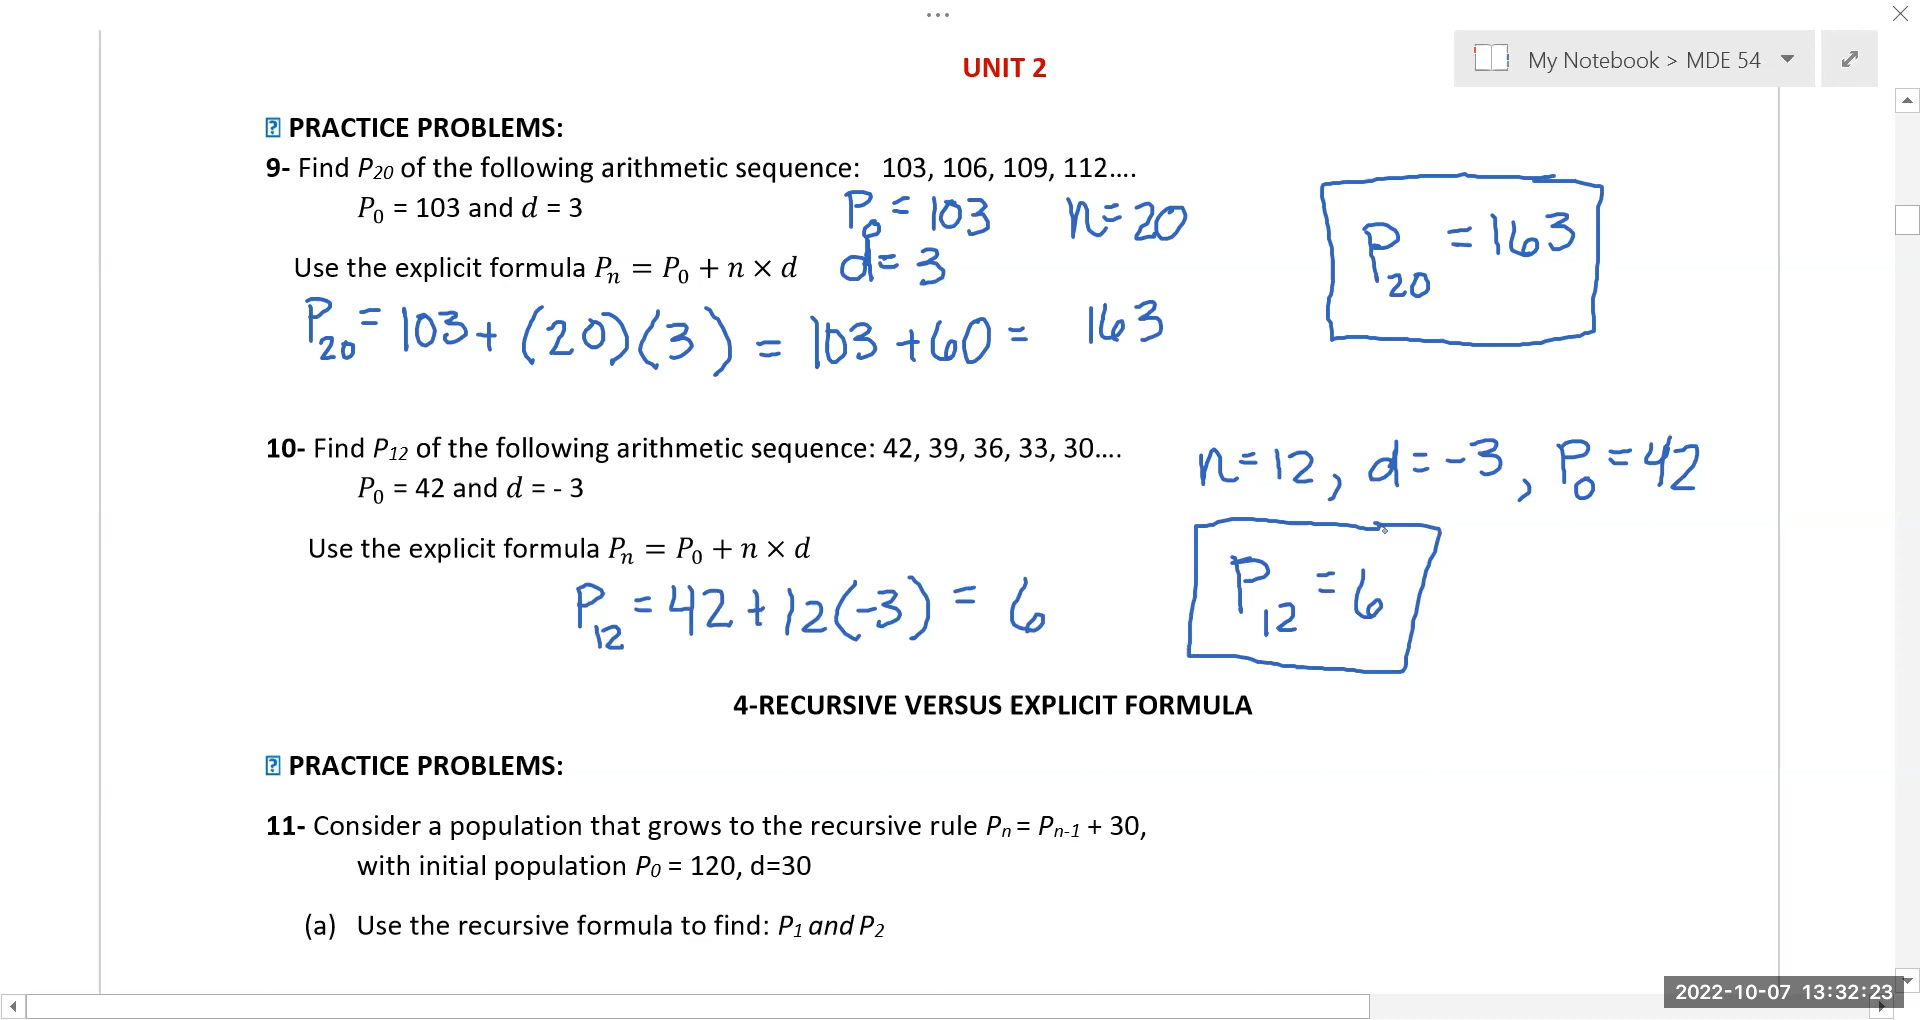 UNIT 2
My Notebook > MDE 54
PRACTICE PROBLEMS:
9- Find P20 of the following arithmetic sequence: 103, 106, 109, 112....
P0 = 103 and d = 3
P0 = 103 n = 20
d = 3
P20 = 163
Use the explicit formula Pn = P0 + n × d
P20 = 103 + (20)(3) = 103 + 60 = 163
10- Find P12 of the following arithmetic sequence: 42, 39, 36, 33, 30....
n = 12, d = -3, P0 = 42
P0 = 42 and d = - 3
Use the explicit formula Pn = P0 + n × d
P12 = 42 + 12(-3) = 6
P12 = 6
4-RECURSIVE VERSUS EXPLICIT FORMULA
PRACTICE PROBLEMS:
11- Consider a population that grows to the recursive rule Pn = Pn-1 + 30,
with initial population P0 = 120, d=30
(a) Use the recursive formula to find: P1 and P2
2022-10-07 13:32:23